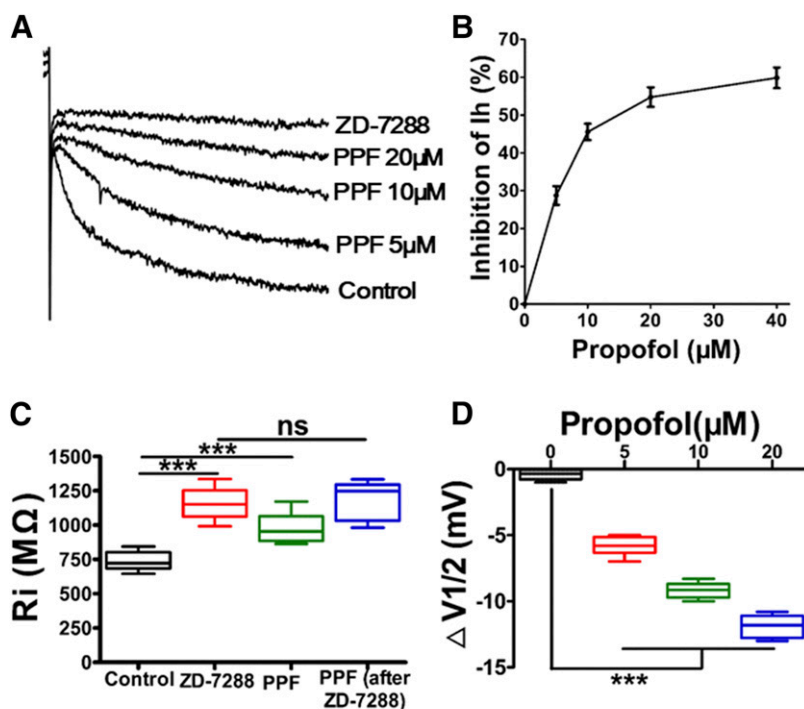 A
ZD-7288
PPF 20µM
PPF 10µM
PPF 5µM
Control
B
Inhibition of Ih (%)
70
60
50
40
30
20
10
0
0 10 20 30 40
Propofol (µM)
C
ns
***
***
Ri (MΩ)
1500
1250
1000
750
500
250
0
Control ZD-7288 PPF PPF (after
ZD-7288)
D
Propofol(µM)
0 5 10 20
△ V1/2 (mV)
0
-5
-10
-15
***